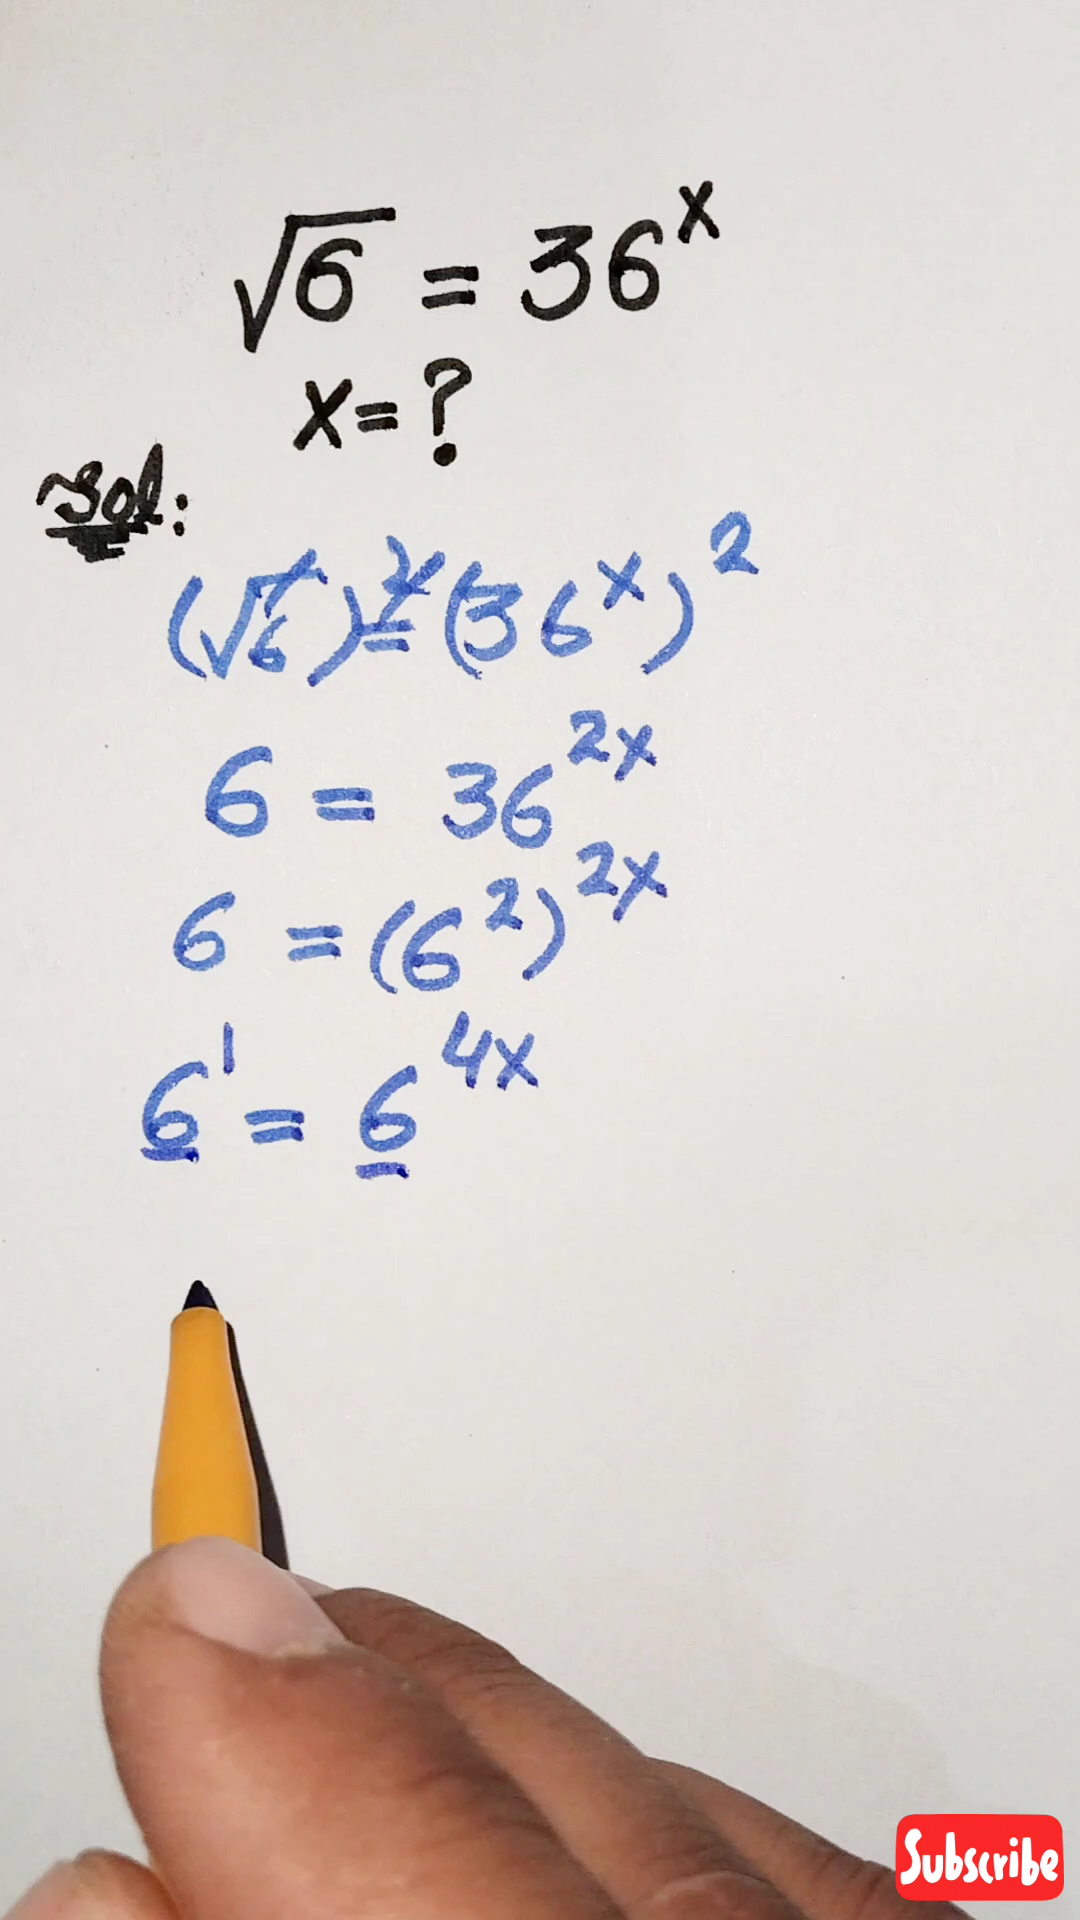 √6 = 36^x
x = ?
Sol:
(√6)^2 = (36^x)^2
6 = 36^2x
6 = (6^2)^2x
6^1 = 6^4x
Subscribe